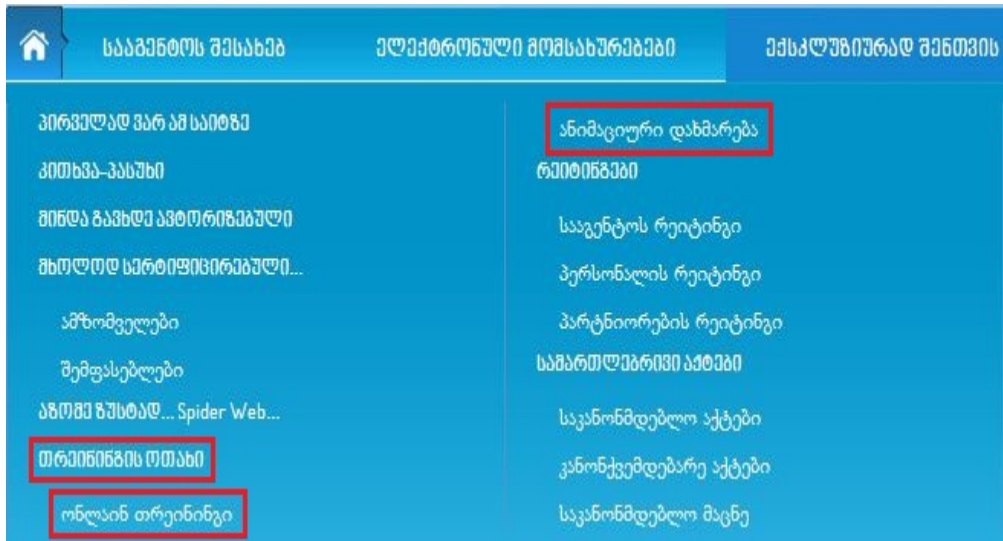 სააგენტოს შესახებ
ელექტრონული მომსახურებები
ექსკლუზიურად შენთვის
პირველად ვარ ამ საიტზე
კითხვა-პასუხი
მინდა გავხდე ავტორიზებული
მხოლოდ სერტიფიცირებული...
ამზომველები
შემფასებლები
აზომე ზუსტად... Spider Web...
თრეინინგის ოთახი
ონლაინ თრეინინგი
ანიმაციური დახმარება
რეიტინგები
სააგენტოს რეიტინგი
პერსონალის რეიტინგი
პარტნიორების რეიტინგი
სამართლებრივი აქტები
საკანონმდებლო აქტები
კანონქვემდებარე აქტები
საკანონმდებლო მაცნე